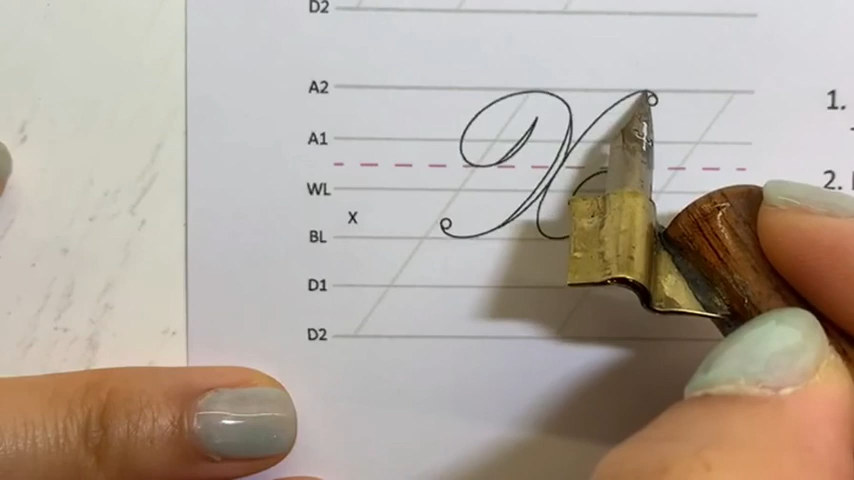 D2
A2
A1
WL
x
BL
D1
D2
X
1.
2.